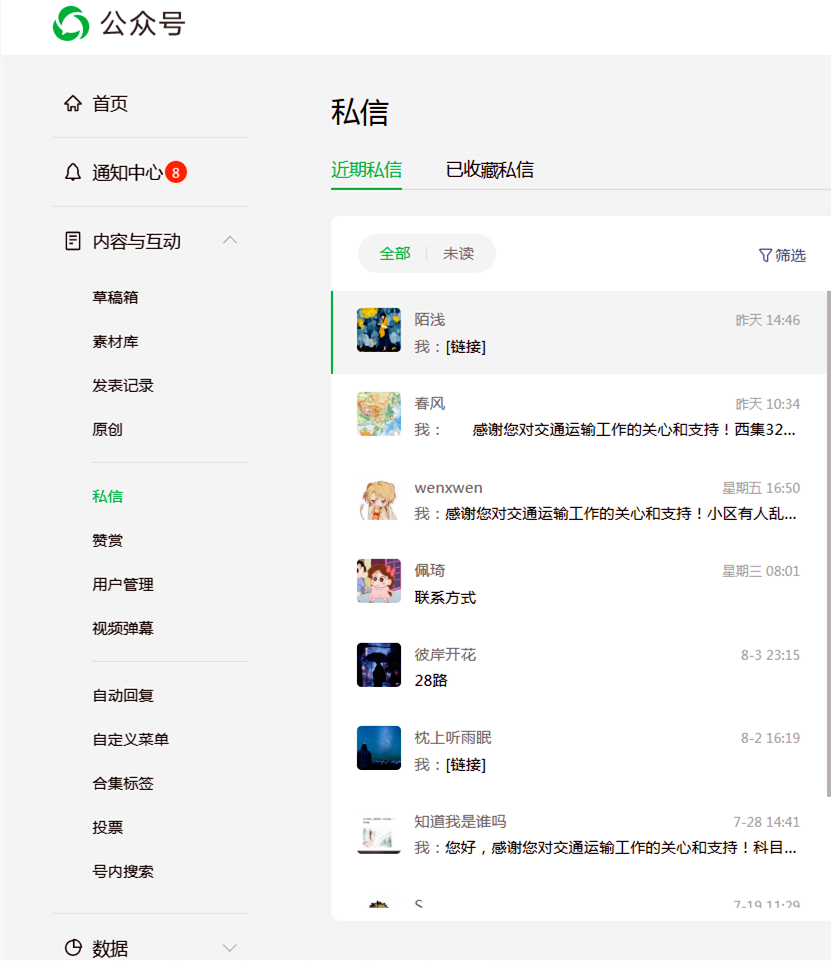 公众号
首页
通知中心 8
内容与互动
草稿箱
素材库
发表记录
原创
私信
赞赏
用户管理
视频弹幕
自动回复
自定义菜单
合集标签
投票
号内搜索
数据
私信
近期私信 已收藏私信
全部 未读 筛选
陌浅 昨天 14:46
我：[链接]
春风 昨天 10:34
我： 感谢您对交通运输工作的关心和支持！西集32...
wenxwen 星期五 16:50
我：感谢您对交通运输工作的关心和支持！小区有人乱...
佩琦 星期三 08:01
联系方式
彼岸开花 8-3 23:15
28路
枕上听雨眠 8-2 16:19
我：[链接]
知道我是谁吗 7-28 14:41
我：您好，感谢您对交通运输工作的关心和支持！科目...
S 7-19 11:29